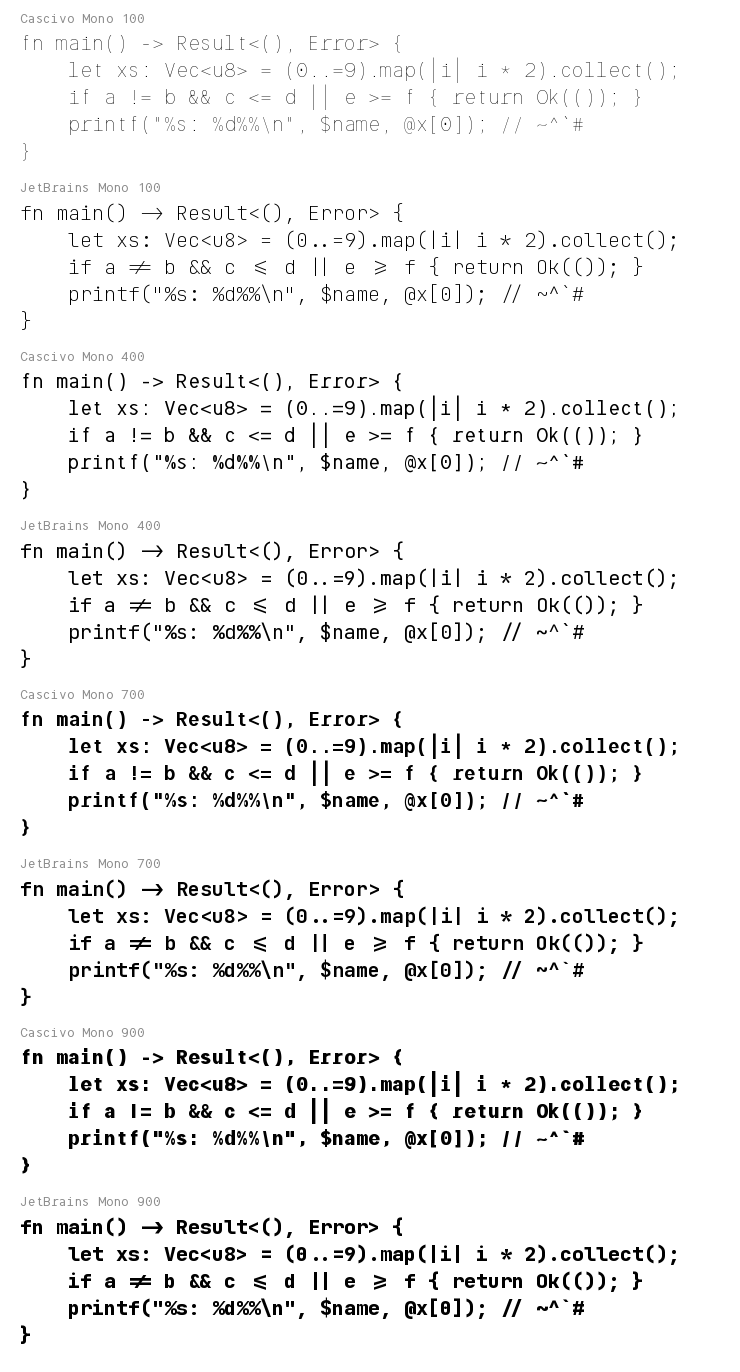 Cascivo Mono 100
fn main() -> Result<(), Error> {
    let xs: Vec<u8> = (0..=9).map(|i| i * 2).collect();
    if a != b && c <= d || e >= f { return Ok(()); }
    printf("%s: %d%%\n", $name, @x[0]); // ~^`#
}
JetBrains Mono 100
fn main() -> Result<(), Error> {
    let xs: Vec<u8> = (0..=9).map(|i| i * 2).collect();
    if a != b && c <= d || e >= f { return Ok(()); }
    printf("%s: %d%%\n", $name, @x[0]); // ~^`#
}
Cascivo Mono 400
fn main() -> Result<(), Error> {
    let xs: Vec<u8> = (0..=9).map(|i| i * 2).collect();
    if a != b && c <= d || e >= f { return Ok(()); }
    printf("%s: %d%%\n", $name, @x[0]); // ~^`#
}
JetBrains Mono 400
fn main() -> Result<(), Error> {
    let xs: Vec<u8> = (0..=9).map(|i| i * 2).collect();
    if a != b && c <= d || e >= f { return Ok(()); }
    printf("%s: %d%%\n", $name, @x[0]); // ~^`#
}
Cascivo Mono 700
fn main() -> Result<(), Error> {
    let xs: Vec<u8> = (0..=9).map(|i| i * 2).collect();
    if a != b && c <= d || e >= f { return Ok(()); }
    printf("%s: %d%%\n", $name, @x[0]); // ~^`#
}
JetBrains Mono 700
fn main() -> Result<(), Error> {
    let xs: Vec<u8> = (0..=9).map(|i| i * 2).collect();
    if a != b && c <= d || e >= f { return Ok(()); }
    printf("%s: %d%%\n", $name, @x[0]); // ~^`#
}
Cascivo Mono 900
fn main() -> Result<(), Error> {
    let xs: Vec<u8> = (0..=9).map(|i| i * 2).collect();
    if a != b && c <= d || e >= f { return Ok(()); }
    printf("%s: %d%%\n", $name, @x[0]); // ~^`#
}
JetBrains Mono 900
fn main() -> Result<(), Error> {
    let xs: Vec<u8> = (0..=9).map(|i| i * 2).collect();
    if a != b && c <= d || e >= f { return Ok(()); }
    printf("%s: %d%%\n", $name, @x[0]); // ~^`#
}